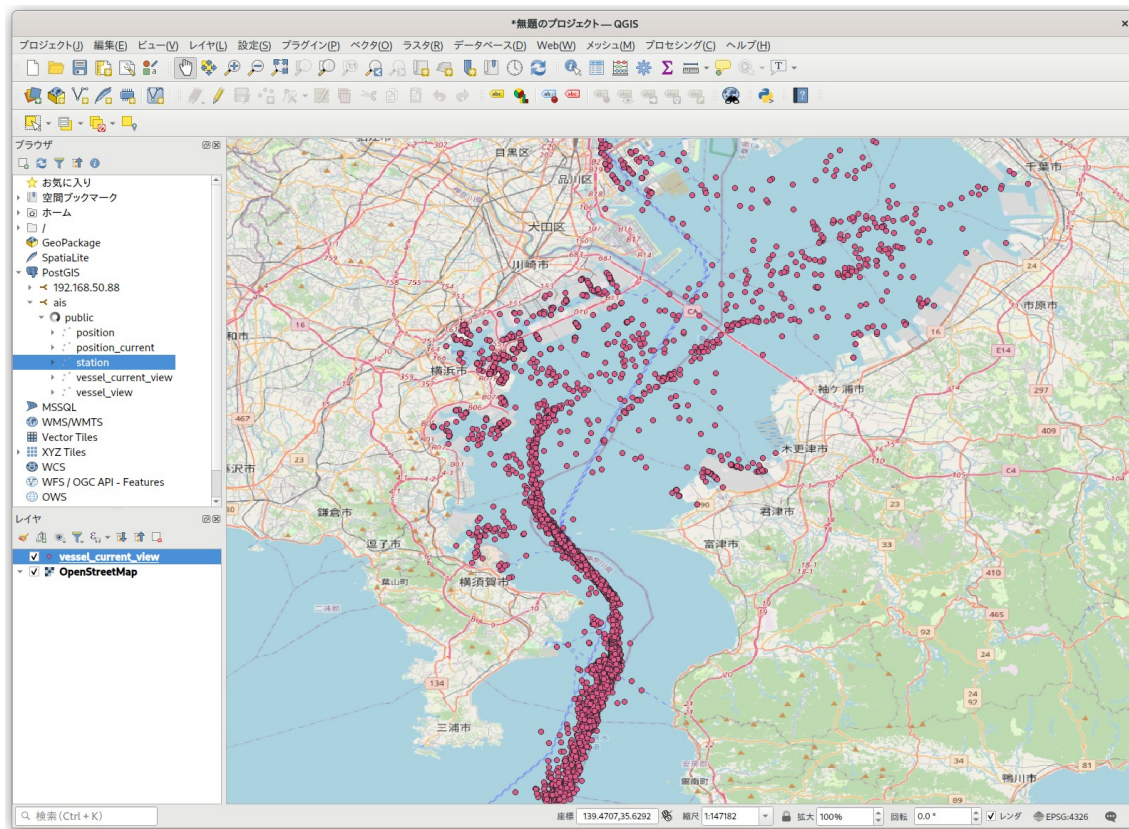 *無題のプロジェクト — QGIS
プロジェクト(J) 編集(E) ビュー(V) レイヤ(L) 設定(S) プラグイン(P) ベクタ(O) ラスタ(R) データベース(D) Web(W) メッシュ(M) プロセシング(C) ヘルプ(H)
ブラウザ
お気に入り
空間ブックマーク
ホーム
/
GeoPackage
SpatiaLite
PostGIS
192.168.50.88
ais
public
position
position_current
station
vessel_current_view
vessel_view
MSSQL
WMS/WMTS
Vector Tiles
XYZ Tiles
WCS
WFS / OGC API - Features
OWS
レイヤ
vessel_current_view
OpenStreetMap
目黒区
品川区
千葉市
大田区
川崎市
市原市
横浜市
袖ケ浦市
木更津市
鎌倉市
君津市
逗子市
富津市
葉山町
横須賀市
三浦市
鋸南町
鴨川市
検索 (Ctrl + K)
座標 139.4707,35.6292 縮尺 1:147182 拡大 100% 回転 0.0 ° レンダ EPSG:4326